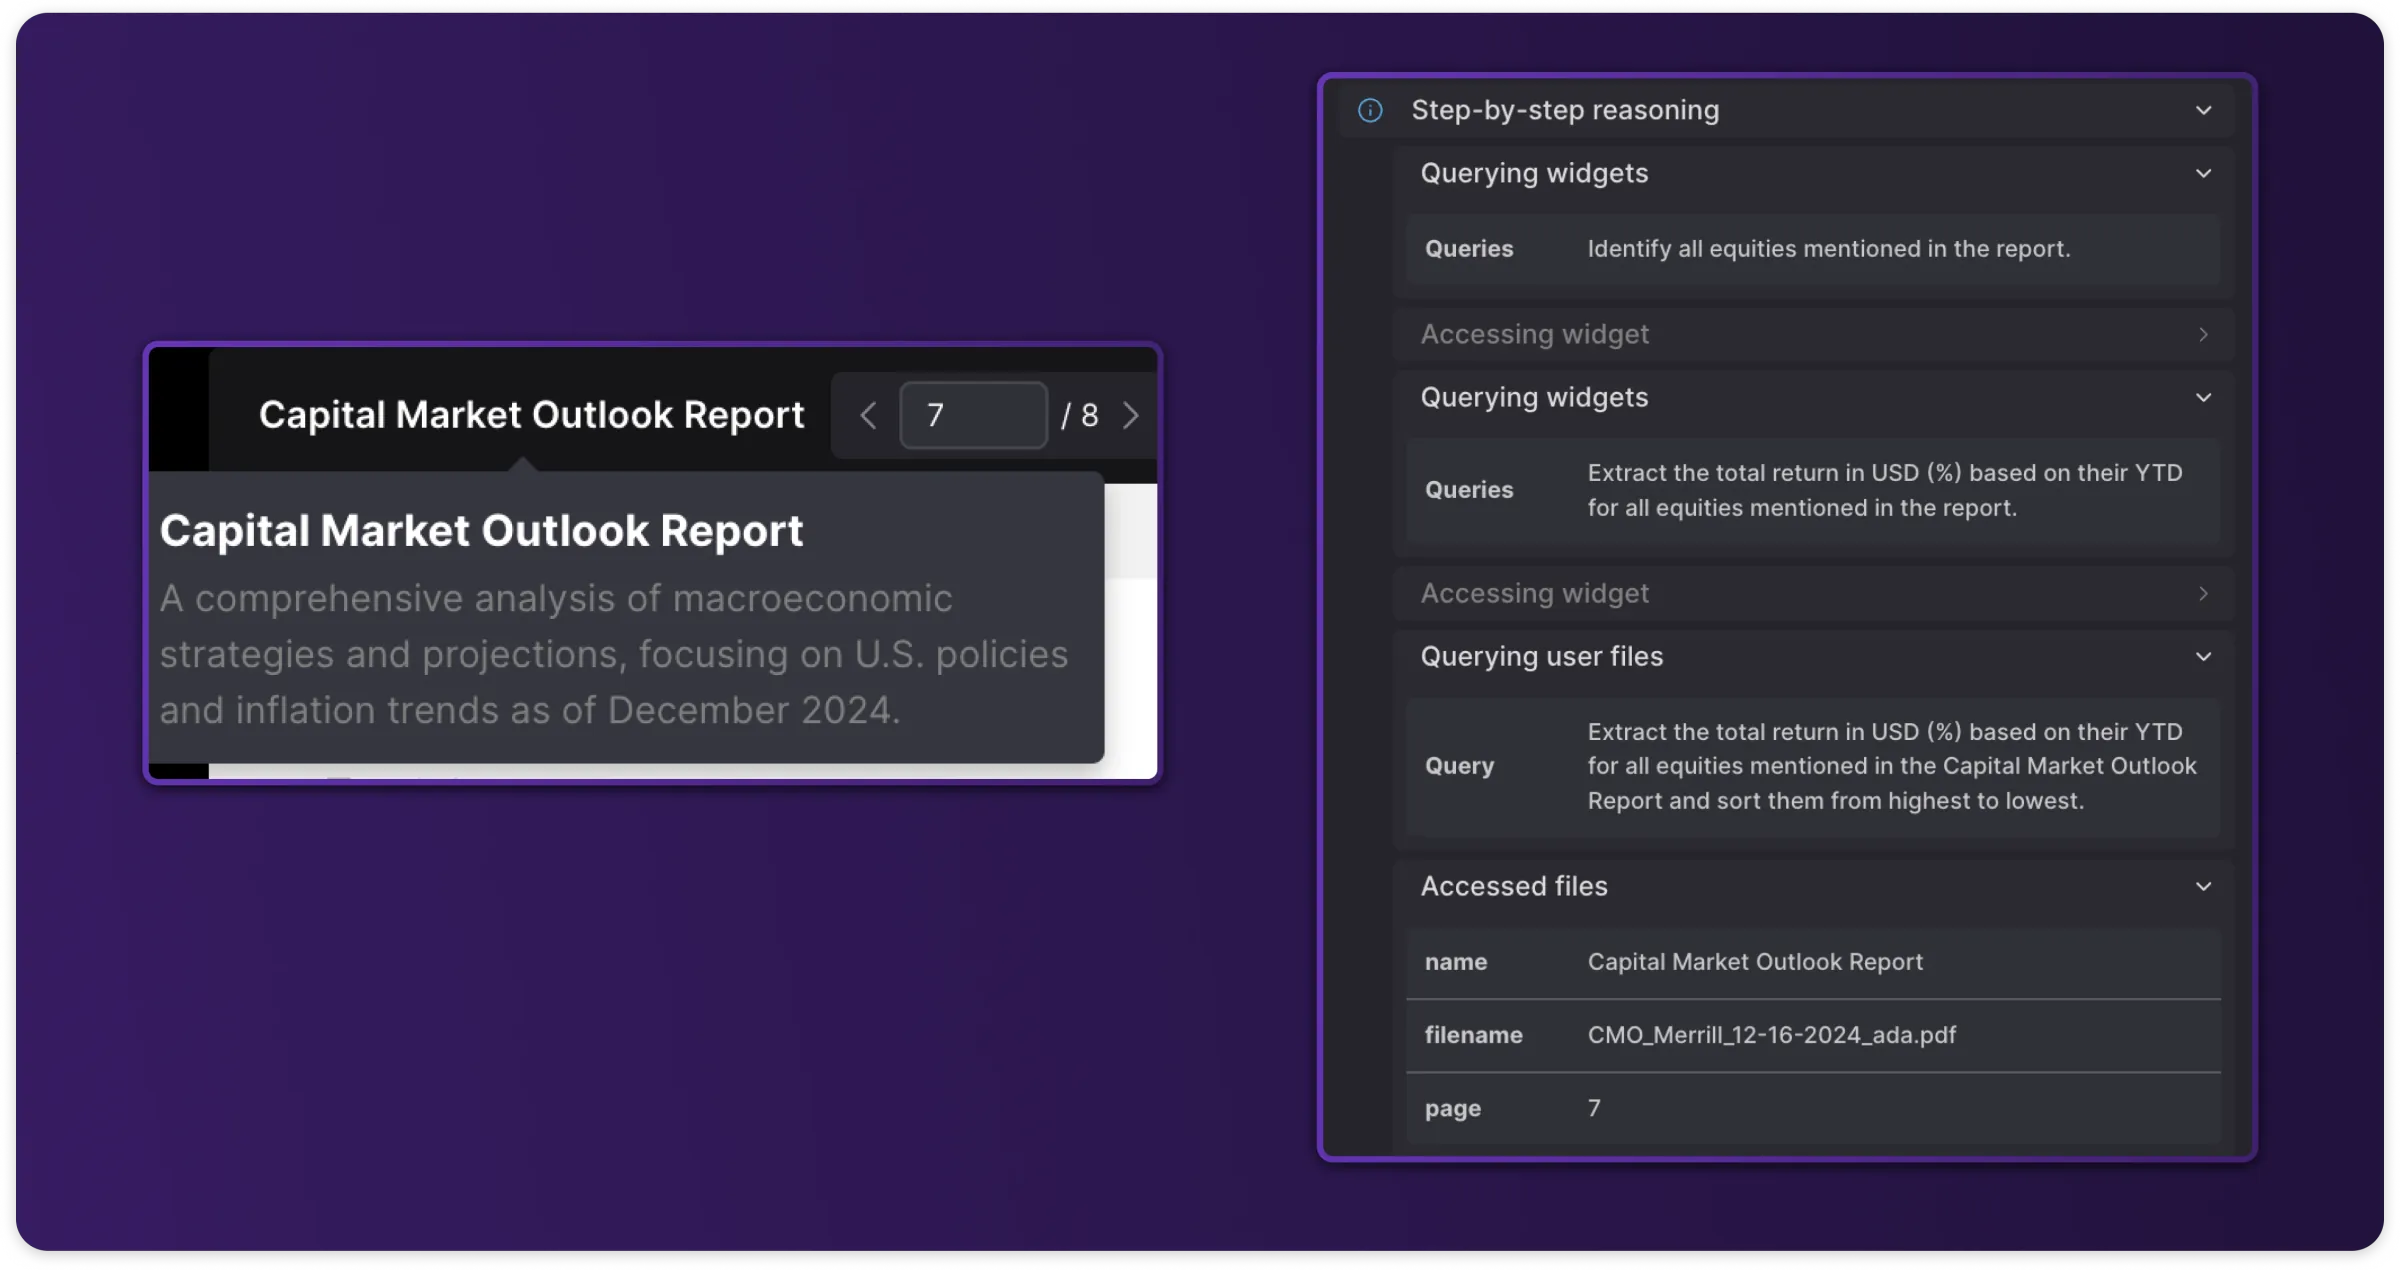 Capital Market Outlook Report
7 / 8
Capital Market Outlook Report
A comprehensive analysis of macroeconomic
strategies and projections, focusing on U.S. policies
and inflation trends as of December 2024.
Step-by-step reasoning
Querying widgets
Queries Identify all equities mentioned in the report.
Accessing widget
Querying widgets
Queries Extract the total return in USD (%) based on their YTD
for all equities mentioned in the report.
Accessing widget
Querying user files
Query Extract the total return in USD (%) based on their YTD
for all equities mentioned in the Capital Market Outlook
Report and sort them from highest to lowest.
Accessed files
name Capital Market Outlook Report
filename CMO_Merrill_12-16-2024_ada.pdf
page 7